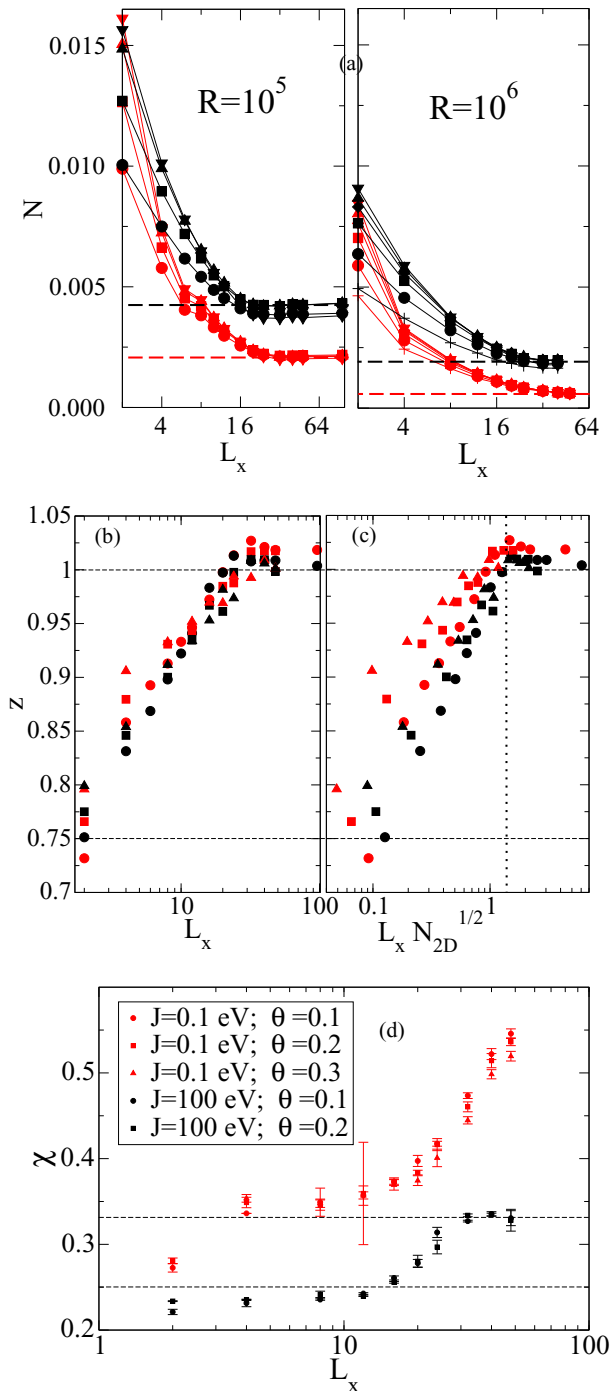 (a)
R=10^5
R=10^6
0.015
0.010
0.005
0.000
N
4 16 64
4 16 64
L_x
L_x
(b)
(c)
1.05
1
0.95
0.9
0.85
0.8
0.75
0.7
z
10 100
0.1 1
L_x
L_x N_2D^1/2
(d)
J=0.1 eV; θ=0.1
J=0.1 eV; θ=0.2
J=0.1 eV; θ=0.3
J=100 eV; θ=0.1
J=100 eV; θ=0.2
0.5
0.4
0.3
0.2
χ
1 10 100
L_x